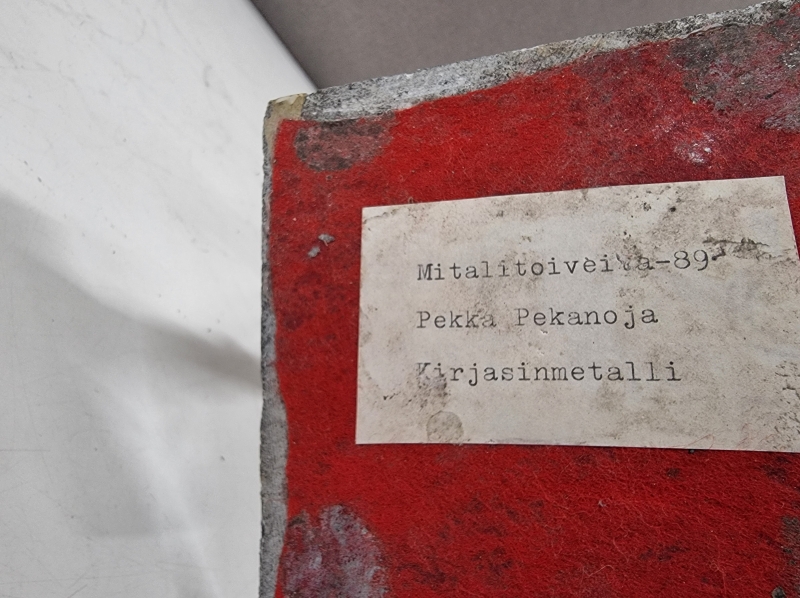 Mitalitoiveita-89
Pekka Pekanoja
Kirjasinmetalli